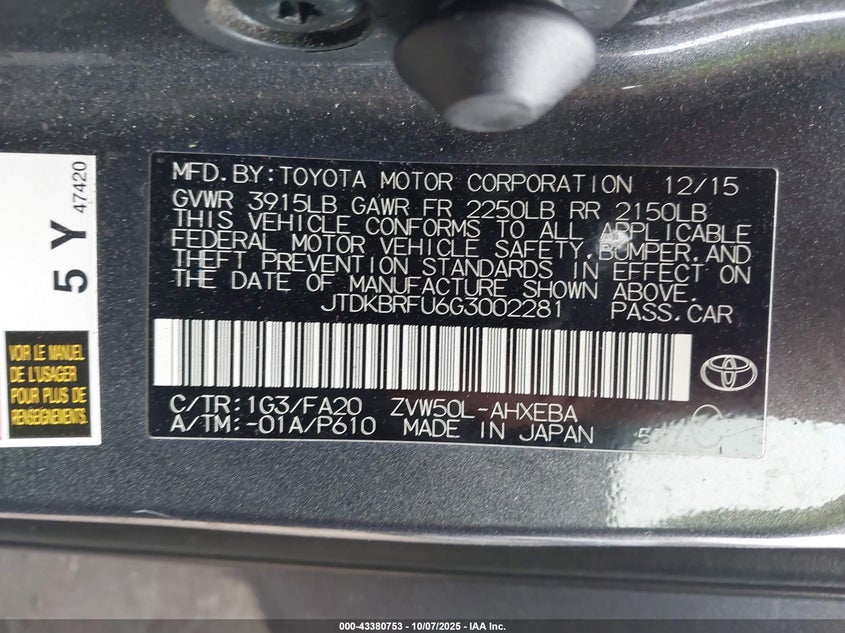 5 Y
47420
VOIR LE MANUEL
DE L'USAGER
POUR PLUS DE
RENSEIGNEMENTS
MFD.BY:TOYOTA MOTOR CORPORATION 12/15
GVWR 3915LB GAWR FR 2250LB RR 2150LB
THIS VEHICLE CONFORMS TO ALL APPLICABLE
FEDERAL MOTOR VEHICLE SAFETY,BUMPER,AND
THEFT PREVENTION STANDARDS IN EFFECT ON
THE DATE OF MANUFACTURE SHOWN ABOVE.
JTDKBRFU6G3002281 PASS.CAR
C/TR:1G3/FA20 ZVW50L-AHXEBA
A/TM:-01A/P610 MADE IN JAPAN
000-43380753 - 10/07/2025 - IAA Inc.